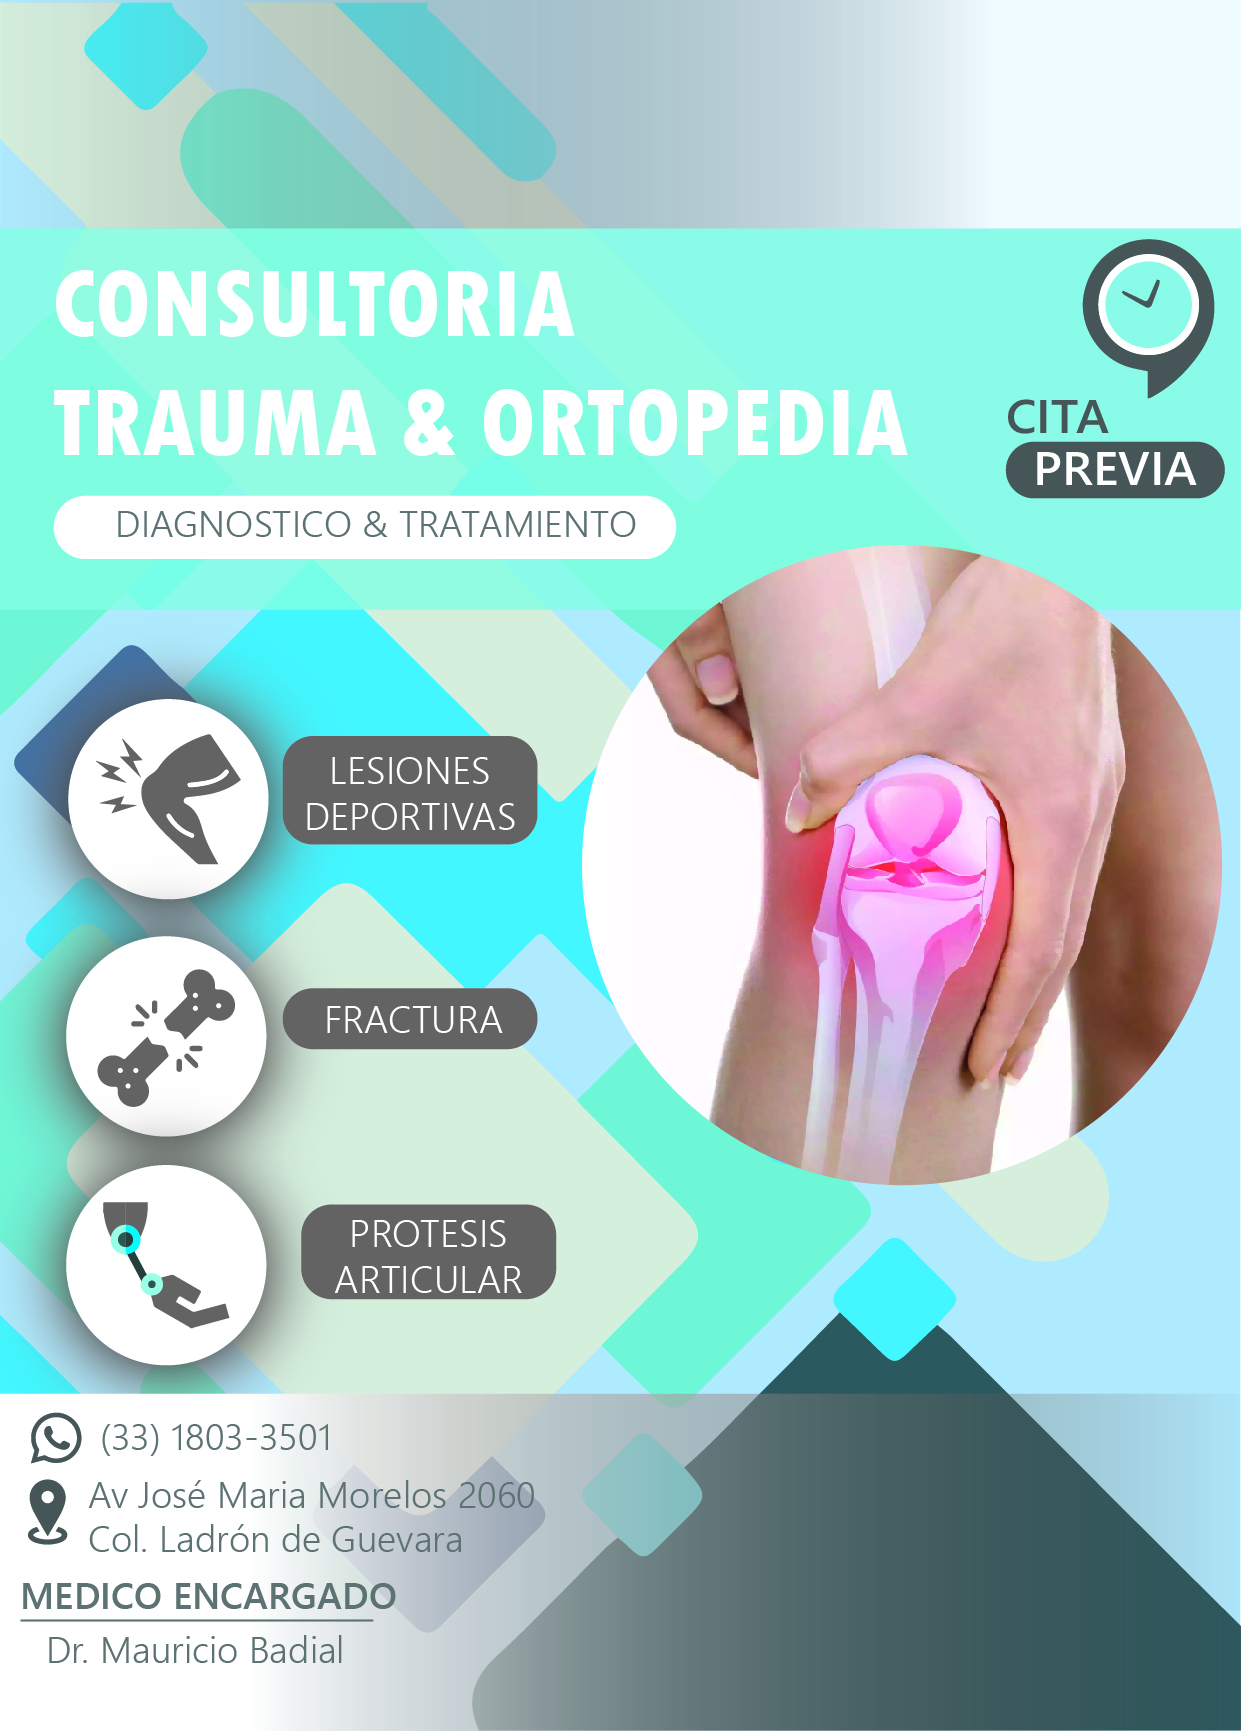 CONSULTORIA
TRAUMA & ORTOPEDIA
DIAGNOSTICO & TRATAMIENTO
CITA
PREVIA
LESIONES
DEPORTIVAS
FRACTURA
PROTESIS
ARTICULAR
(33) 1803-3501
Av José Maria Morelos 2060
Col. Ladrón de Guevara
MEDICO ENCARGADO
Dr. Mauricio Badial